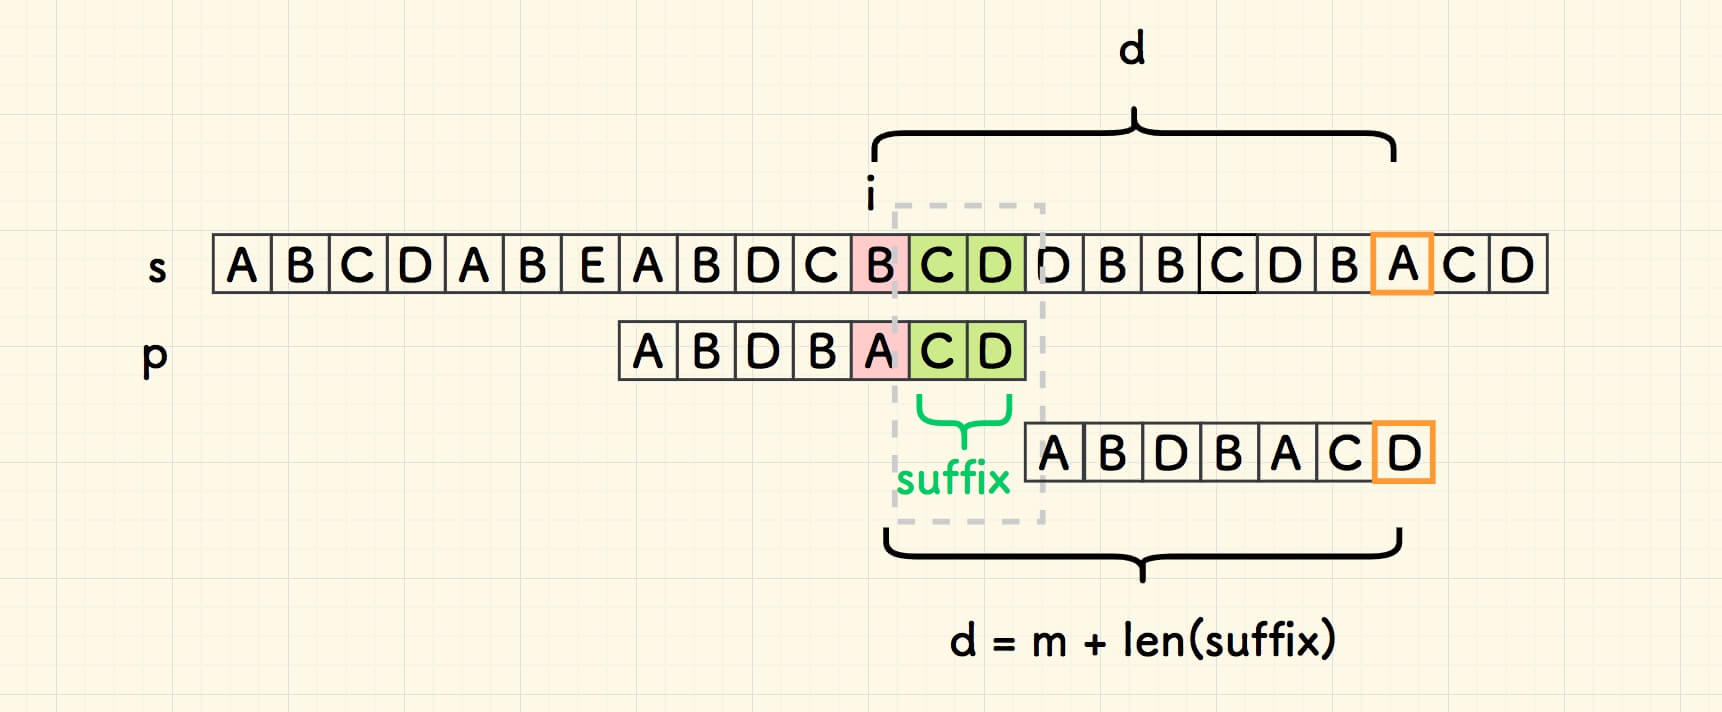 d
i
s A B C D A B E A B D C B C D D B B C D B A C D
p A B D B A C D
A B D B A C D
suffix
d = m + len(suffix)